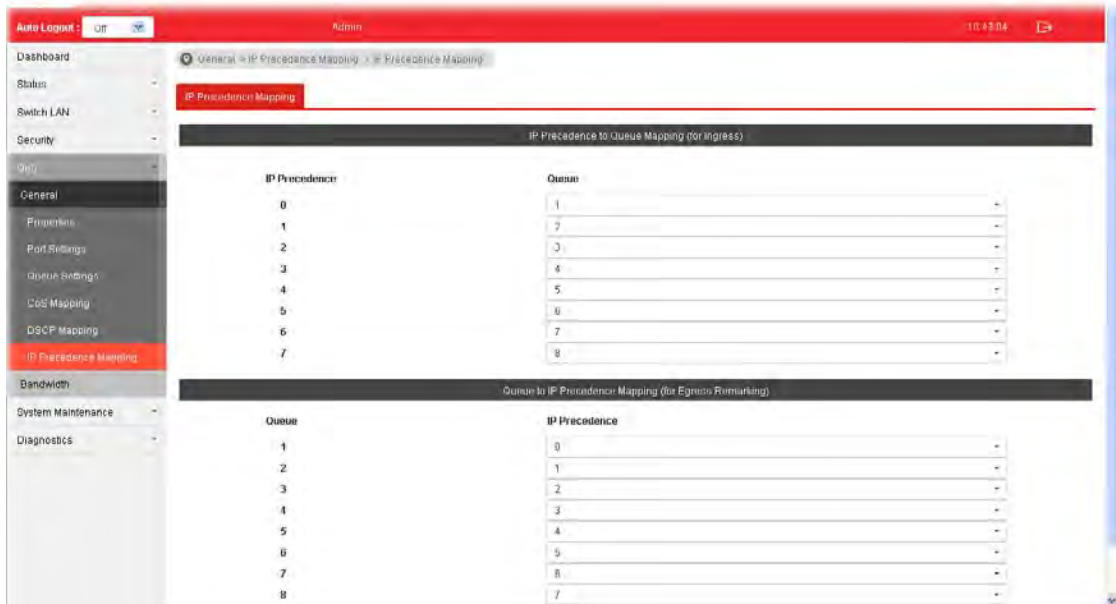 Auto Logout : Off Admin 10:43:04
Dashboard
Status
Switch LAN
Security
QoS
General
Properties
Port Settings
Queue Settings
CoS Mapping
DSCP Mapping
IP Precedence Mapping
Bandwidth
System Maintenance
Diagnostics
General > IP Precedence Mapping > IP Precedence Mapping
IP Precedence Mapping
IP Precedence to Queue Mapping (for Ingress)
IP Precedence Queue
0 1
1 2
2 3
3 4
4 5
5 6
6 7
7 8
Queue to IP Precedence Mapping (for Egress Remarking)
Queue IP Precedence
1 0
2 1
3 2
4 3
5 4
6 5
7 6
8 7